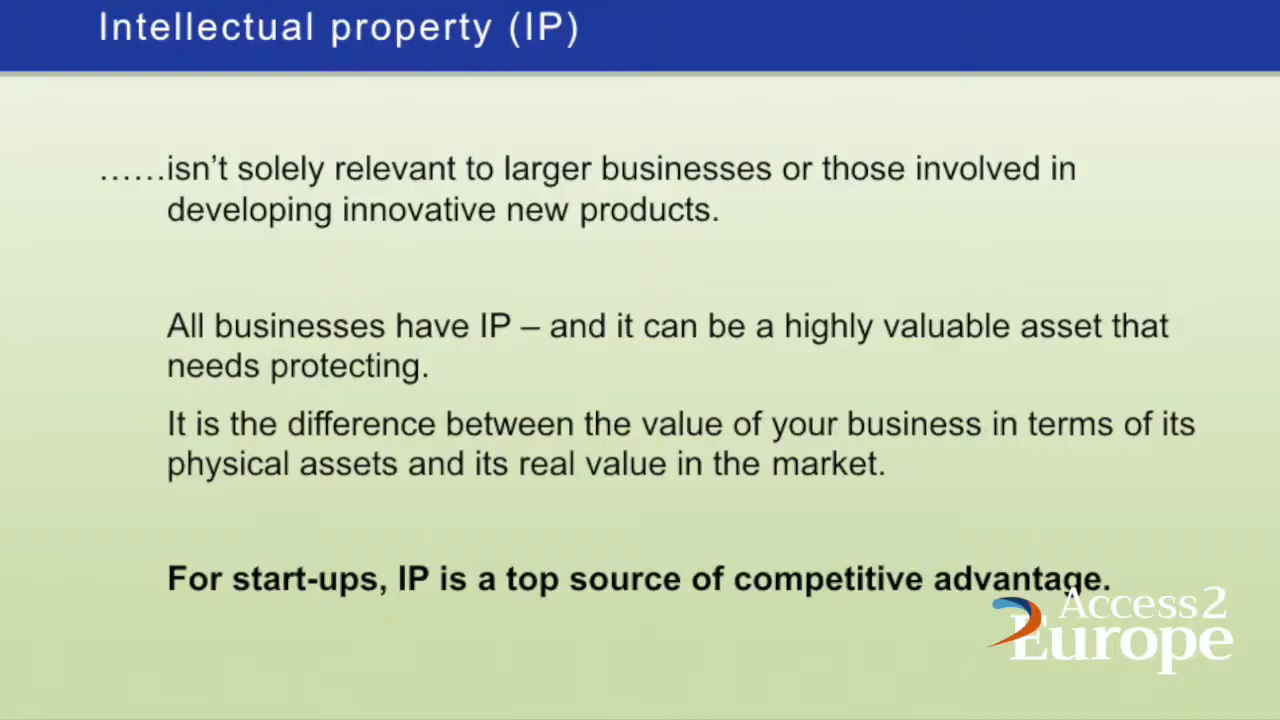 Intellectual property (IP)
……isn’t solely relevant to larger businesses or those involved in
developing innovative new products.
All businesses have IP – and it can be a highly valuable asset that
needs protecting.
It is the difference between the value of your business in terms of its
physical assets and its real value in the market.
For start-ups, IP is a top source of competitive advantage.
Access2
Europe